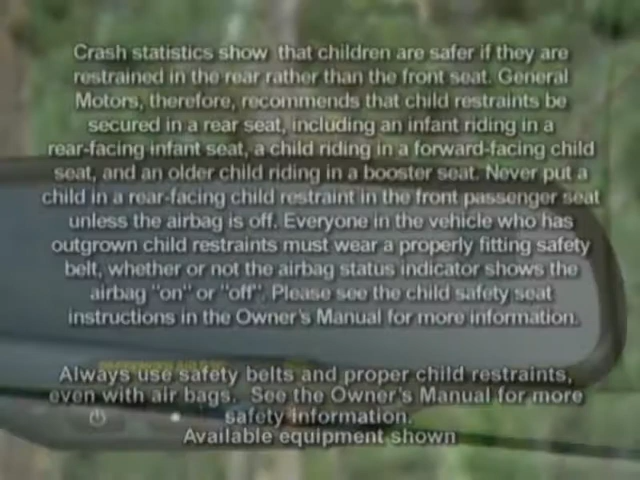 Crash statistics show that children are safer if they are
restrained in the rear rather than the front seat. General
Motors, therefore, recommends that child restraints be
secured in a rear seat, including an infant riding in a
rear-facing infant seat, a child riding in a forward-facing child
seat, and an older child riding in a booster seat. Never put a
child in a rear-facing child restraint in the front passenger seat
unless the airbag is off. Everyone in the vehicle who has
outgrown child restraints must wear a properly fitting safety
belt, whether or not the airbag status indicator shows the
airbag "on" or "off". Please see the child safety seat
instructions in the Owner's Manual for more information.
Always use safety belts and proper child restraints,
even with air bags. See the Owner's Manual for more
safety information.
Available equipment shown